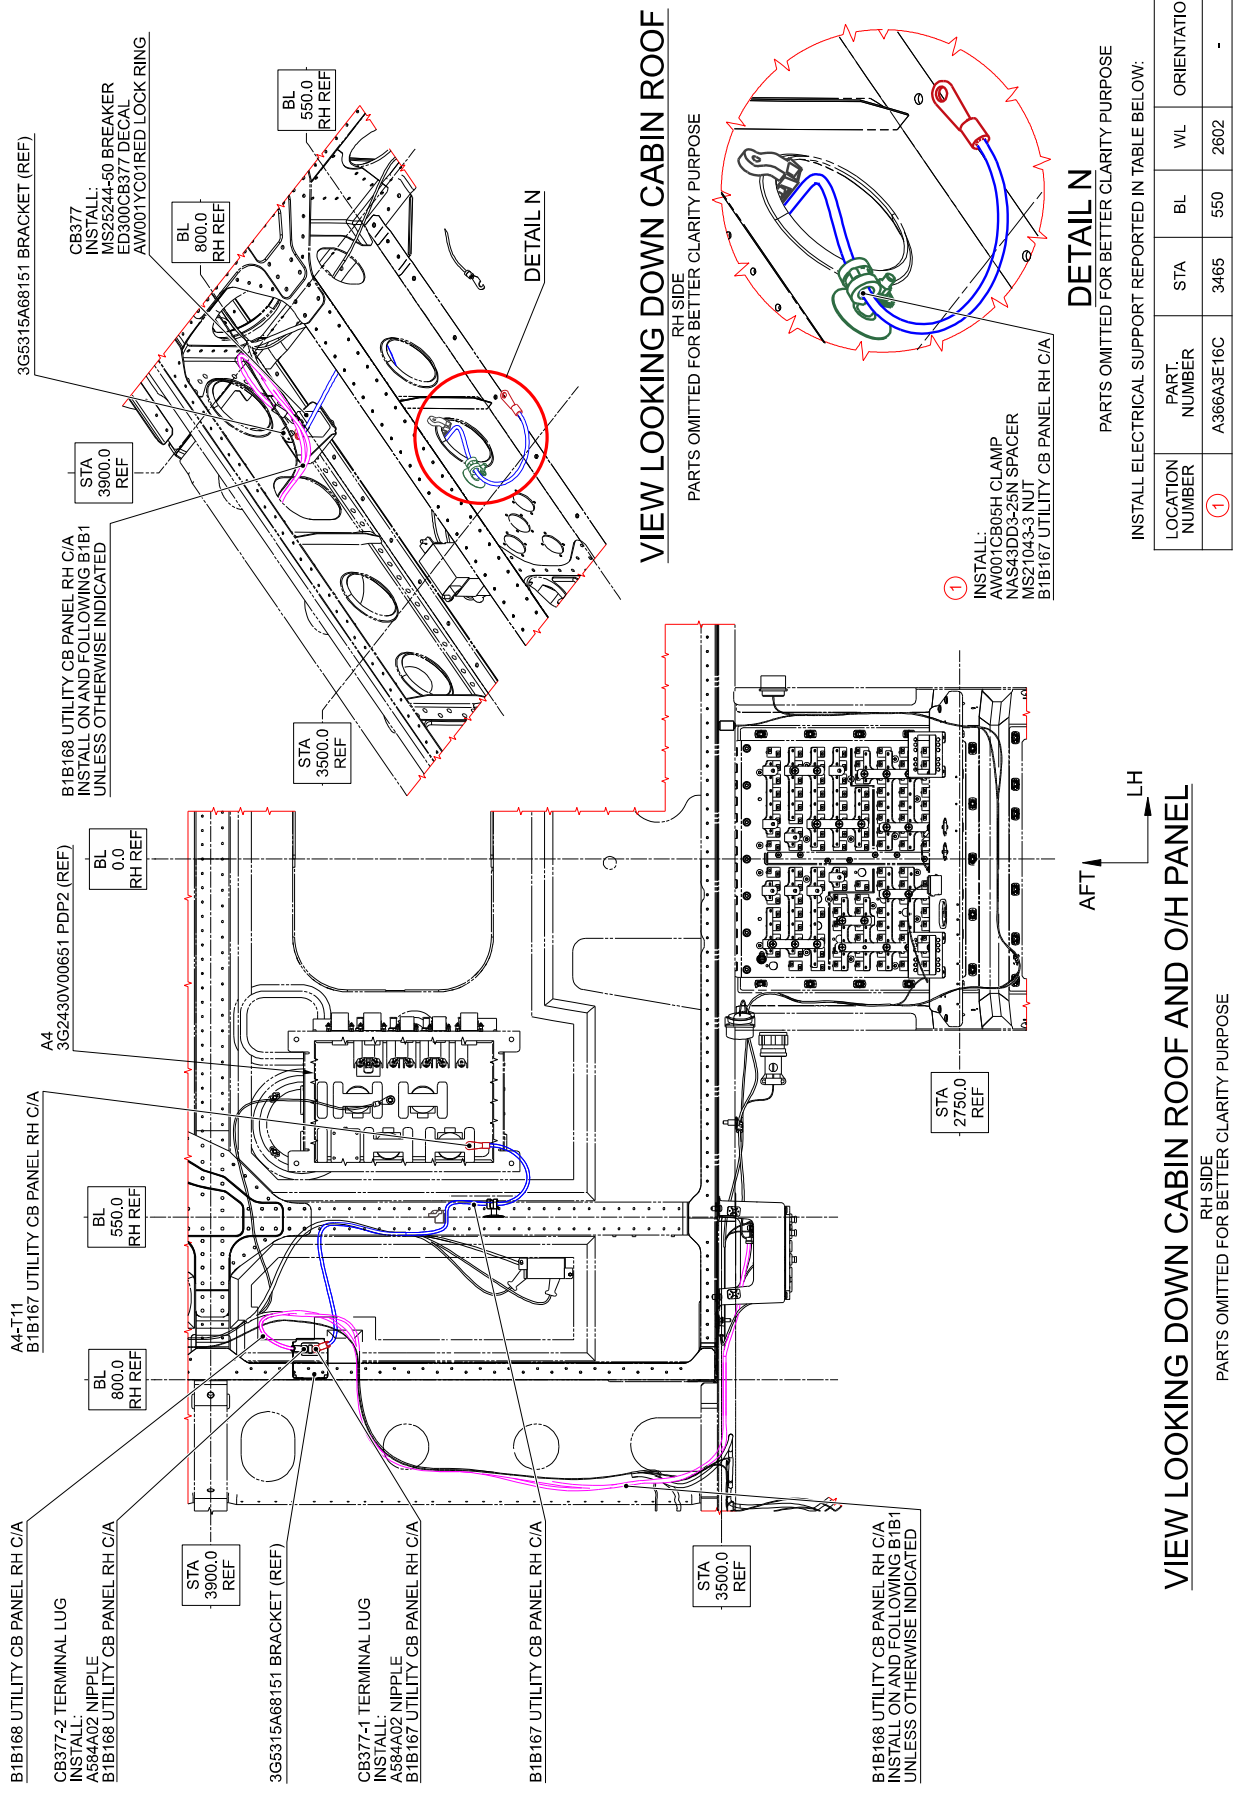 B1B168 UTILITY CB PANEL RH C/A
CB377-2 TERMINAL LUG
INSTALL:
A584A02 NIPPLE
B1B168 UTILITY CB PANEL RH C/A
3G5315A68151 BRACKET (REF)
CB377-1 TERMINAL LUG
INSTALL:
A584A02 NIPPLE
B1B167 UTILITY CB PANEL RH C/A
B1B167 UTILITY CB PANEL RH C/A
B1B168 UTILITY CB PANEL RH C/A
INSTALL ON AND FOLLOWING B1B1
UNLESS OTHERWISE INDICATED
STA
3900.0
REF
STA
3500.0
REF
A4-T11
B1B167 UTILITY CB PANEL RH C/A
A4
3G2430V00651 PDP2 (REF)
BL
800.0
RH REF
BL
550.0
RH REF
BL
0.0
RH REF
STA
2750.0
REF
AFT
LH
VIEW LOOKING DOWN CABIN ROOF AND O/H PANEL
RH SIDE
PARTS OMITTED FOR BETTER CLARITY PURPOSE
3G5315A68151 BRACKET (REF)
CB377
INSTALL:
MS25244-50 BREAKER
ED300CB377 DECAL
AW001YC01IRED LOCK RING
B1B168 UTILITY CB PANEL RH C/A
INSTALL ON AND FOLLOWING B1B1
UNLESS OTHERWISE INDICATED
STA
3900.0
REF
BL
800.0
RH REF
BL
550.0
RH REF
STA
3500.0
REF
DETAIL N
VIEW LOOKING DOWN CABIN ROOF
RH SIDE
PARTS OMITTED FOR BETTER CLARITY PURPOSE
1
INSTALL:
AW001CB05H CLAMP
NAS43DD3-25N SPACER
MS21043-3 NUT
B1B167 UTILITY CB PANEL RH C/A
DETAIL N
PARTS OMITTED FOR BETTER CLARITY PURPOSE
INSTALL ELECTRICAL SUPPORT REPORTED IN TABLE BELOW:
LOCATION NUMBER PART. NUMBER STA BL WL ORIENTATIO
1 A366A3E16C 3465 550 2602 -